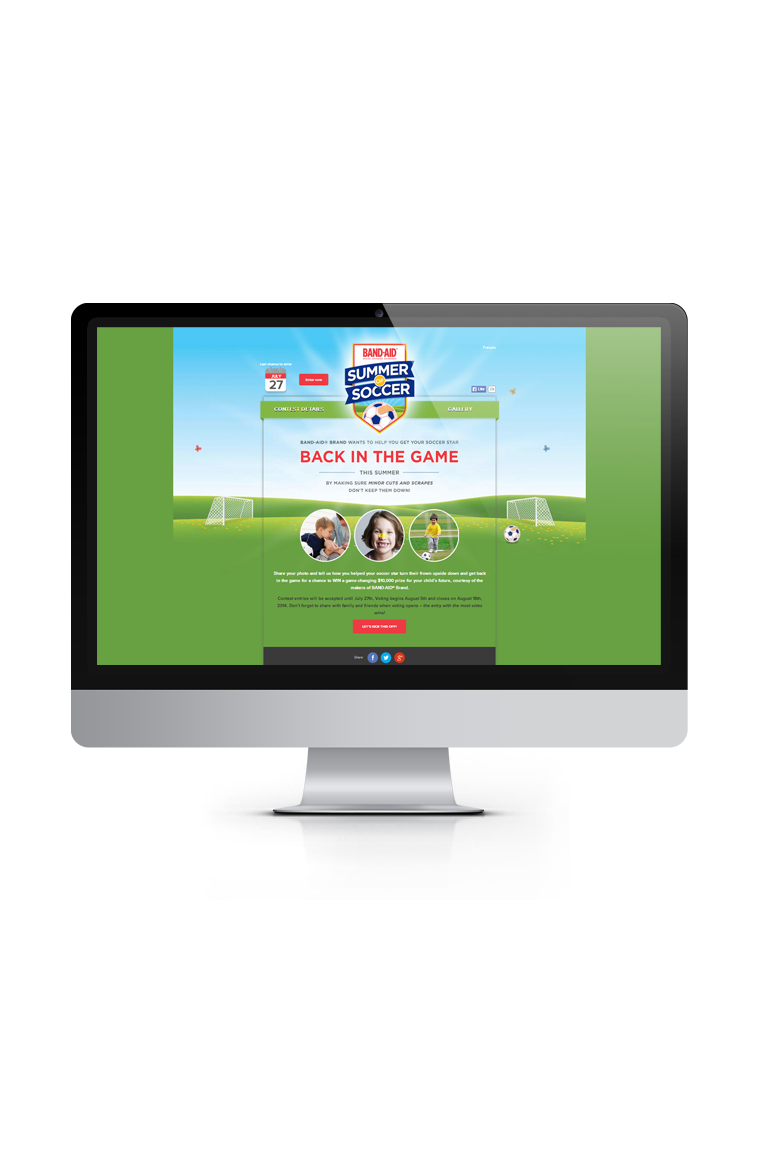 Français
BAND-AID®
SUMMER
OF
SOCCER
JULY
27
Enter now
Like
CONTEST DETAILS
GALLERY
BAND-AID® BRAND WANTS TO HELP YOU GET YOUR SOCCER STAR
BACK IN THE GAME
THIS SUMMER
BY MAKING SURE MINOR CUTS AND SCRAPES
DON'T KEEP THEM DOWN!
Share your photo and tell us how you helped your soccer star turn their frown upside down and get back
in the game for a chance to WIN a game-changing $10,000 prize for your child's future, courtesy of the
makers of BAND-AID® Brand.
Contest entries will be accepted until July 27th. Voting begins August 5th and closes on August 18th,
2014. Don't forget to share with family and friends when voting opens – the entry with the most votes
wins!
LET'S KICK THIS OFF!
Share